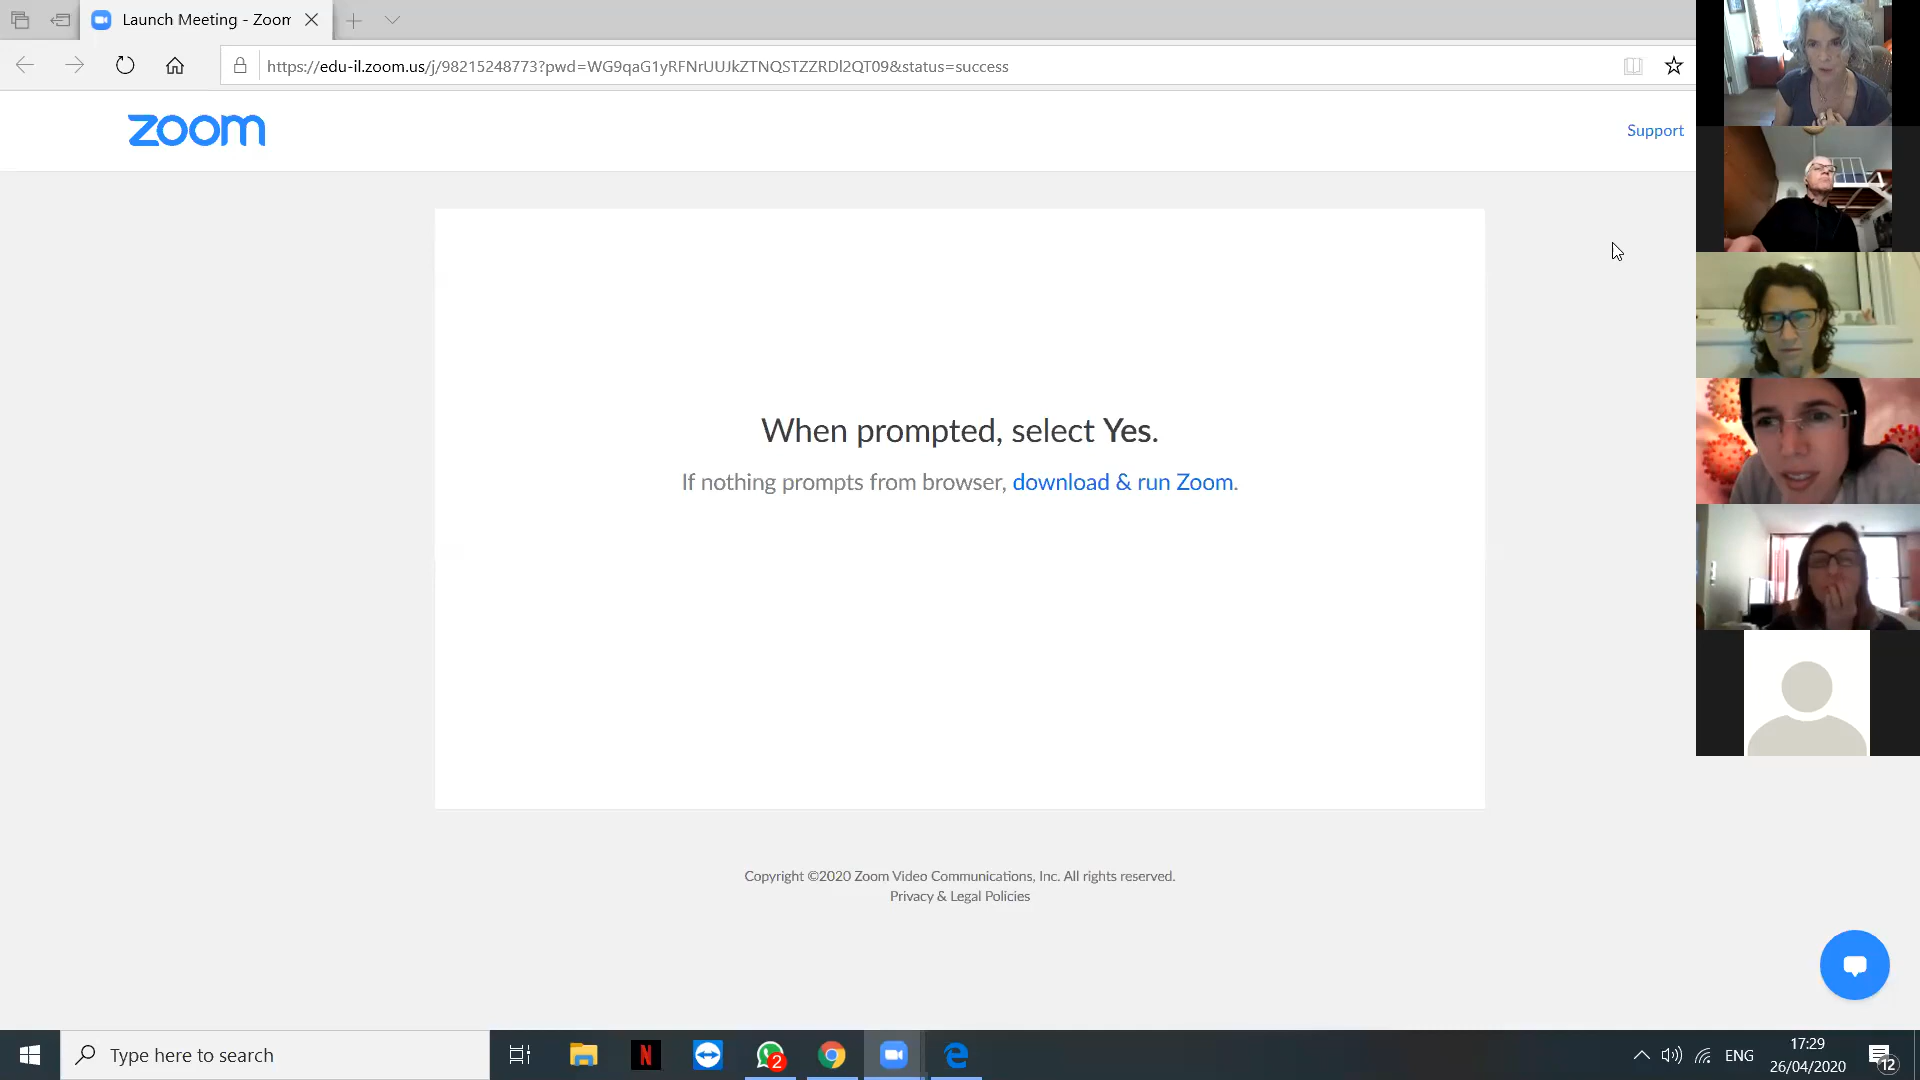 Launch Meeting - Zoom
https://edu-il.zoom.us/j/98215248773?pwd=WG9qaG1yRFNrUUJkZTNQSTZZRDl2QT09&status=success
zoom
Support
When prompted, select Yes.
If nothing prompts from browser, download & run Zoom.
Copyright ©2020 Zoom Video Communications, Inc. All rights reserved.
Privacy & Legal Policies
Type here to search
N
2
ENG
17:29
26/04/2020
12